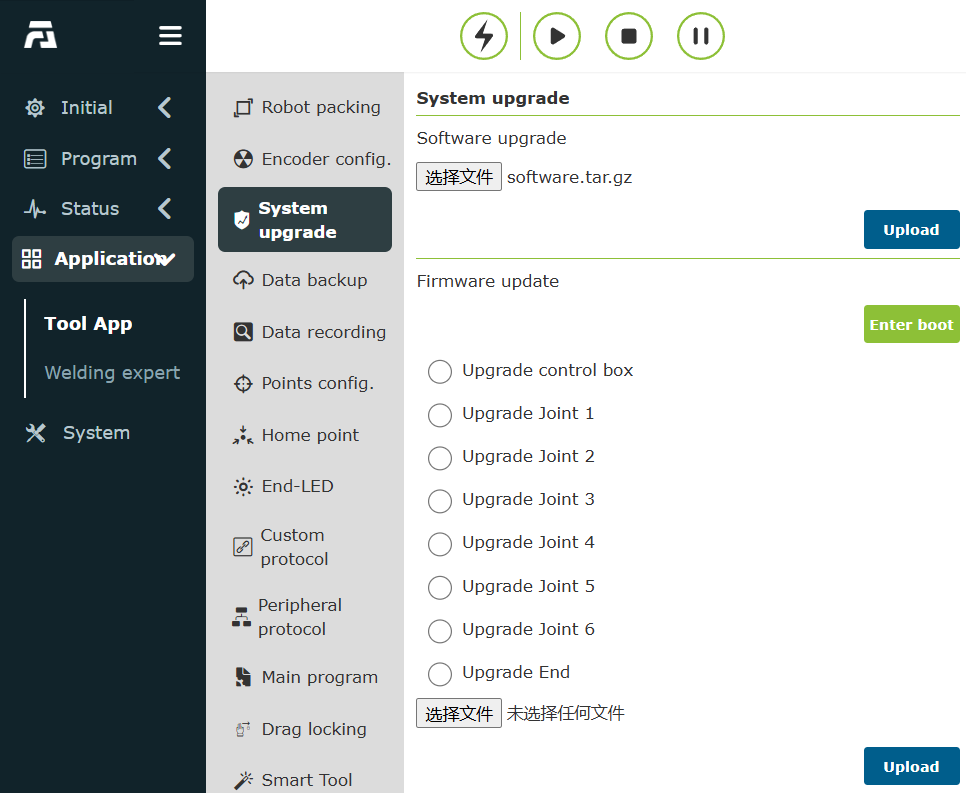 Initial
Program
Status
Application
Tool App
Welding expert
System
Robot packing
Encoder config.
System
upgrade
Data backup
Data recording
Points config.
Home point
End-LED
Custom
protocol
Peripheral
protocol
Main program
Drag locking
Smart Tool
System upgrade
Software upgrade
选择文件 software.tar.gz
Upload
Firmware update
Enter boot
Upgrade control box
Upgrade Joint 1
Upgrade Joint 2
Upgrade Joint 3
Upgrade Joint 4
Upgrade Joint 5
Upgrade Joint 6
Upgrade End
选择文件 未选择任何文件
Upload